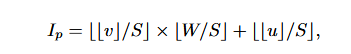 I_p = ⌊⌊v⌋/S⌋ × ⌊W/S⌋ + ⌊⌊u⌋/S⌋,